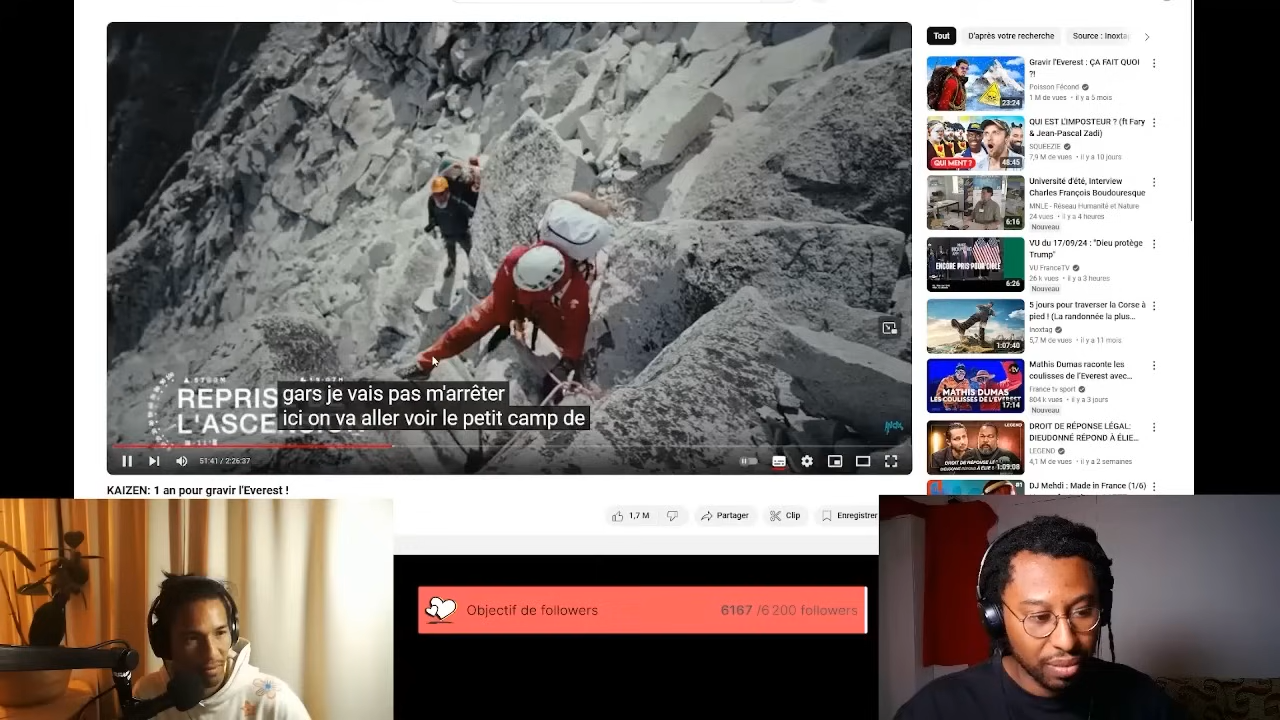 Tout
D'après votre recherche
Source : Inoxta
Gravir l'Everest : ÇA FAIT QUOI
?!
Poisson Fécond
1 M de vues • il y a 5 mois
23:24
QUI EST L'IMPOSTEUR ? (ft Fary
& Jean-Pascal Zadi)
SQUEEZIE
7,9 M de vues • il y a 10 jours
QUI MENT ?
48:45
Université d'été, Interview
Charles François Boudouresque
MNLE - Réseau Humanité et Nature
24 vues • il y a 4 heures
Nouveau
6:16
VU du 17/09/24 : "Dieu protège
Trump"
VU FranceTV
26 k vues • il y a 3 heures
Nouveau
6:26
5 jours pour traverser la Corse à
pied ! (La randonnée la plus...
Inoxtag
5,7 M de vues • il y a 11 mois
1:07:40
Mathis Dumas raconte les
coulisses de l'Everest avec...
France tv sport
804 k vues • il y a 3 jours
Nouveau
MATHIS DUMAS
LES COULISSES DE L'EVEREST
17:14
DROIT DE RÉPONSE LÉGAL:
DIEUDONNÉ RÉPOND À ÉLIE...
LEGEND
4,1 M de vues • il y a 2 semaines
LEGEND
1:09:08
DJ Mehdi : Made in France (1/6)
REPRIS
L'ASCEN
gars je vais pas m'arrêter
ici on va aller voir le petit camp de
51:41 / 2:26:37
KAIZEN: 1 an pour gravir l'Everest !
1,7 M
Partager
Clip
Enregistrer
Objectif de followers
6167 /6 200 followers